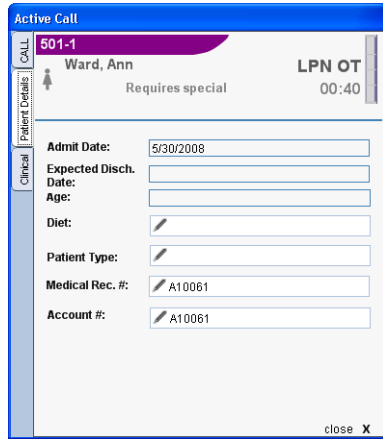 Active Call
CALL
Patient Details
Clinical
501-1
Ward, Ann
LPN OT
Requires special
00:40
Admit Date:
5/30/2008
Expected Disch.
Date:
Age:
Diet:
Patient Type:
Medical Rec. #:
A10061
Account #:
A10061
close X